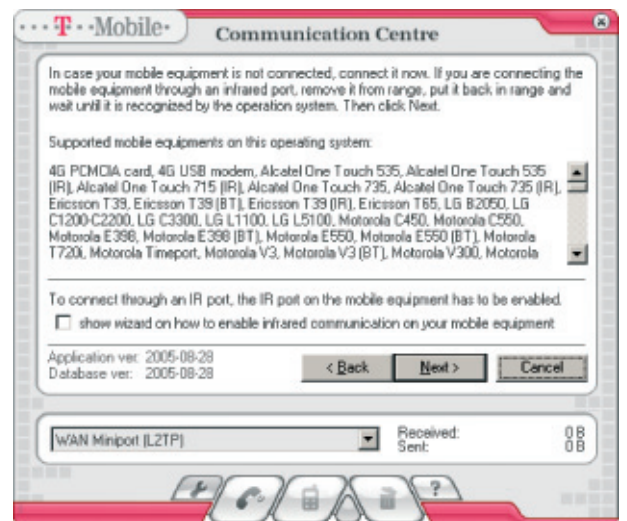 T · ·Mobile·
Communication Centre
In case your mobile equipment is not connected, connect it now. If you are connecting the
mobile equipment through an infrared port, remove it from range, put it back in range and
wait until it is recognized by the operation system. Then click Next.
Supported mobile equipments on this operating system:
4G PCMCIA card, 4G USB modem, Alcatel One Touch 535, Alcatel One Touch 535
(IR), Alcatel One Touch 715 (IR), Alcatel One Touch 735, Alcatel One Touch 735 (IR),
Ericsson T39, Ericsson T39 (BT), Ericsson T39 (IR), Ericsson T65, LG B2050, LG
C1200-C2200, LG C3300, LG L1100, LG L5100, Motorola C450, Motorola C550,
Motorola E398, Motorola E398 (BT), Motorola E550, Motorola E550 (BT), Motorola
T720i, Motorola Timeport, Motorola V3, Motorola V3 (BT), Motorola V300, Motorola
To connect through an IR port, the IR port on the mobile equipment has to be enabled.
show wizard on how to enable infrared communication on your mobile equipment
Application ver: 2005-08-28
Database ver: 2005-08-28
< Back Next > Cancel
WAN Miniport (L2TP)
Received: 0 B
Sent: 0 B
?